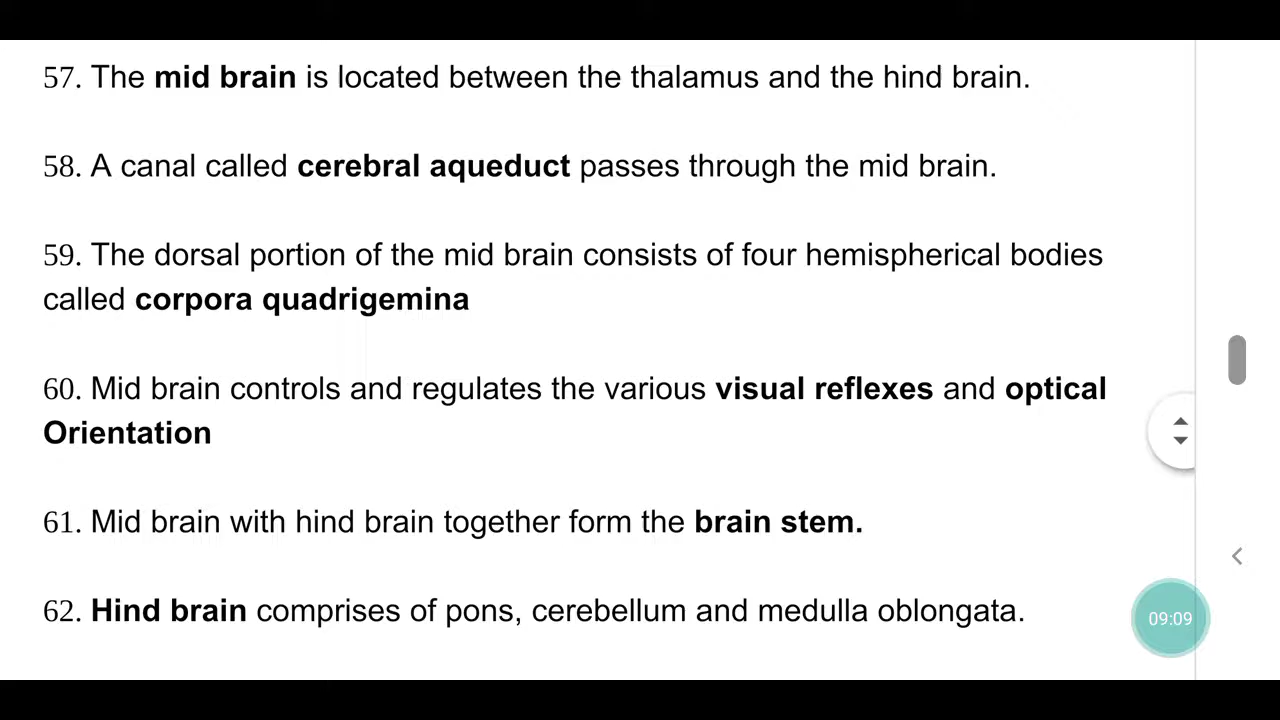 57. The mid brain is located between the thalamus and the hind brain.
58. A canal called cerebral aqueduct passes through the mid brain.
59. The dorsal portion of the mid brain consists of four hemispherical bodies
called corpora quadrigemina
60. Mid brain controls and regulates the various visual reflexes and optical
Orientation
61. Mid brain with hind brain together form the brain stem.
62. Hind brain comprises of pons, cerebellum and medulla oblongata.
09:09